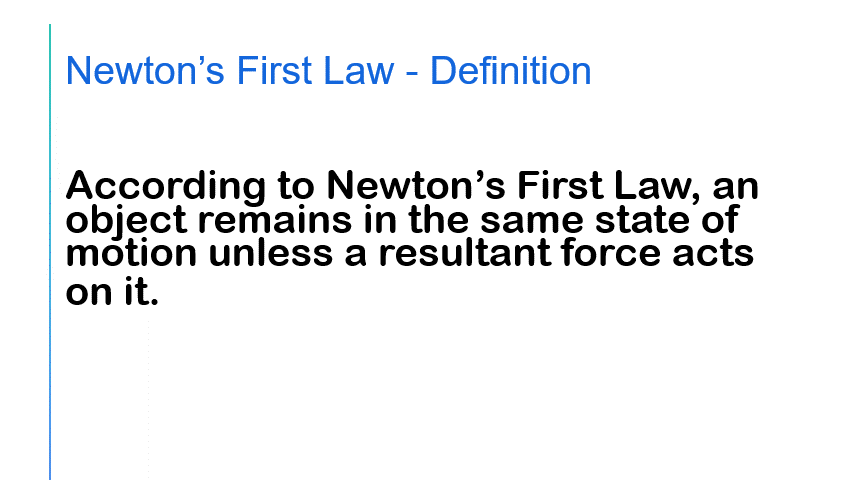 Newton’s First Law - Definition
According to Newton’s First Law, an
object remains in the same state of
motion unless a resultant force acts
on it.